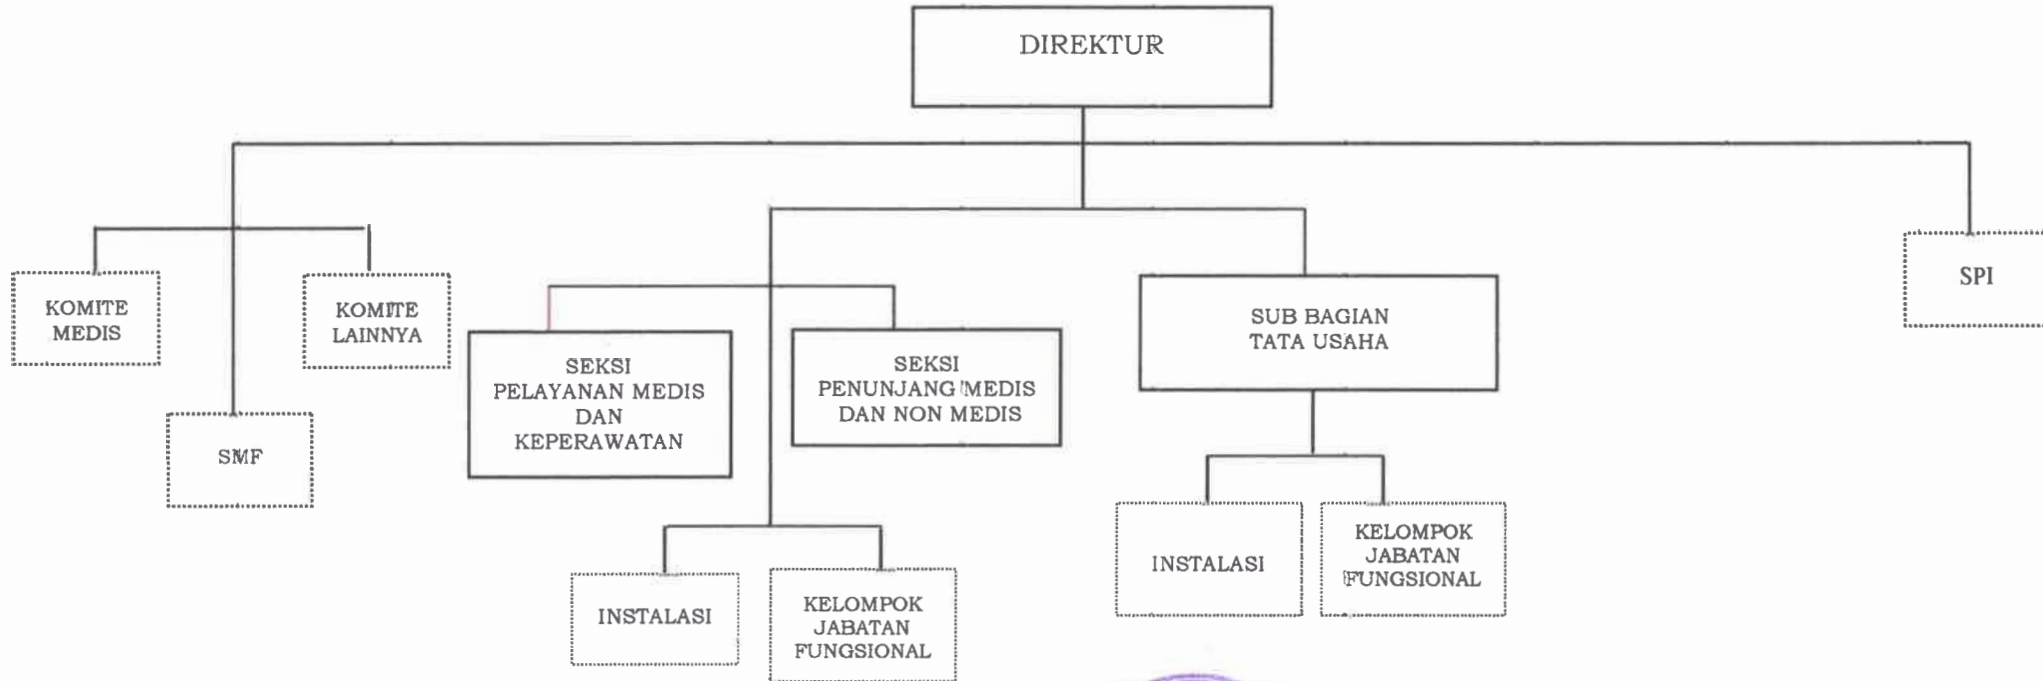 DIREKTUR
KOMITE
MEDIS
KOMITE
LAINNYA
SMF
SEKSI
PELAYANAN MEDIS
DAN
KEPERAWATAN
SEKSI
PENUNJANG MEDIS
DAN NON MEDIS
SUB BAGIAN
TATA USAHA
SPI
INSTALASI
KELOMPOK
JABATAN
FUNGSIONAL
INSTALASI
KELOMPOK
JABATAN
FUNGSIONAL